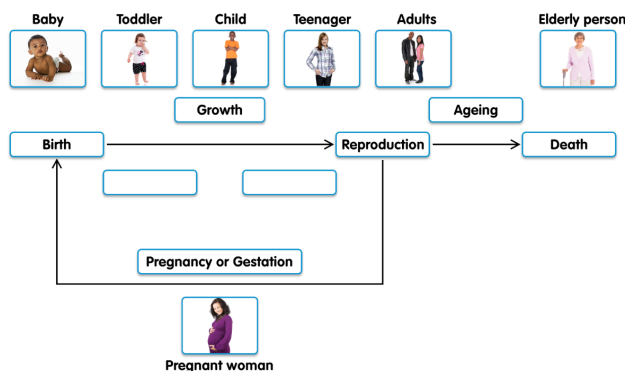 Baby
Toddler
Child
Teenager
Adults
Elderly person
Growth
Ageing
Birth
Reproduction
Death
Pregnancy or Gestation
Pregnant woman